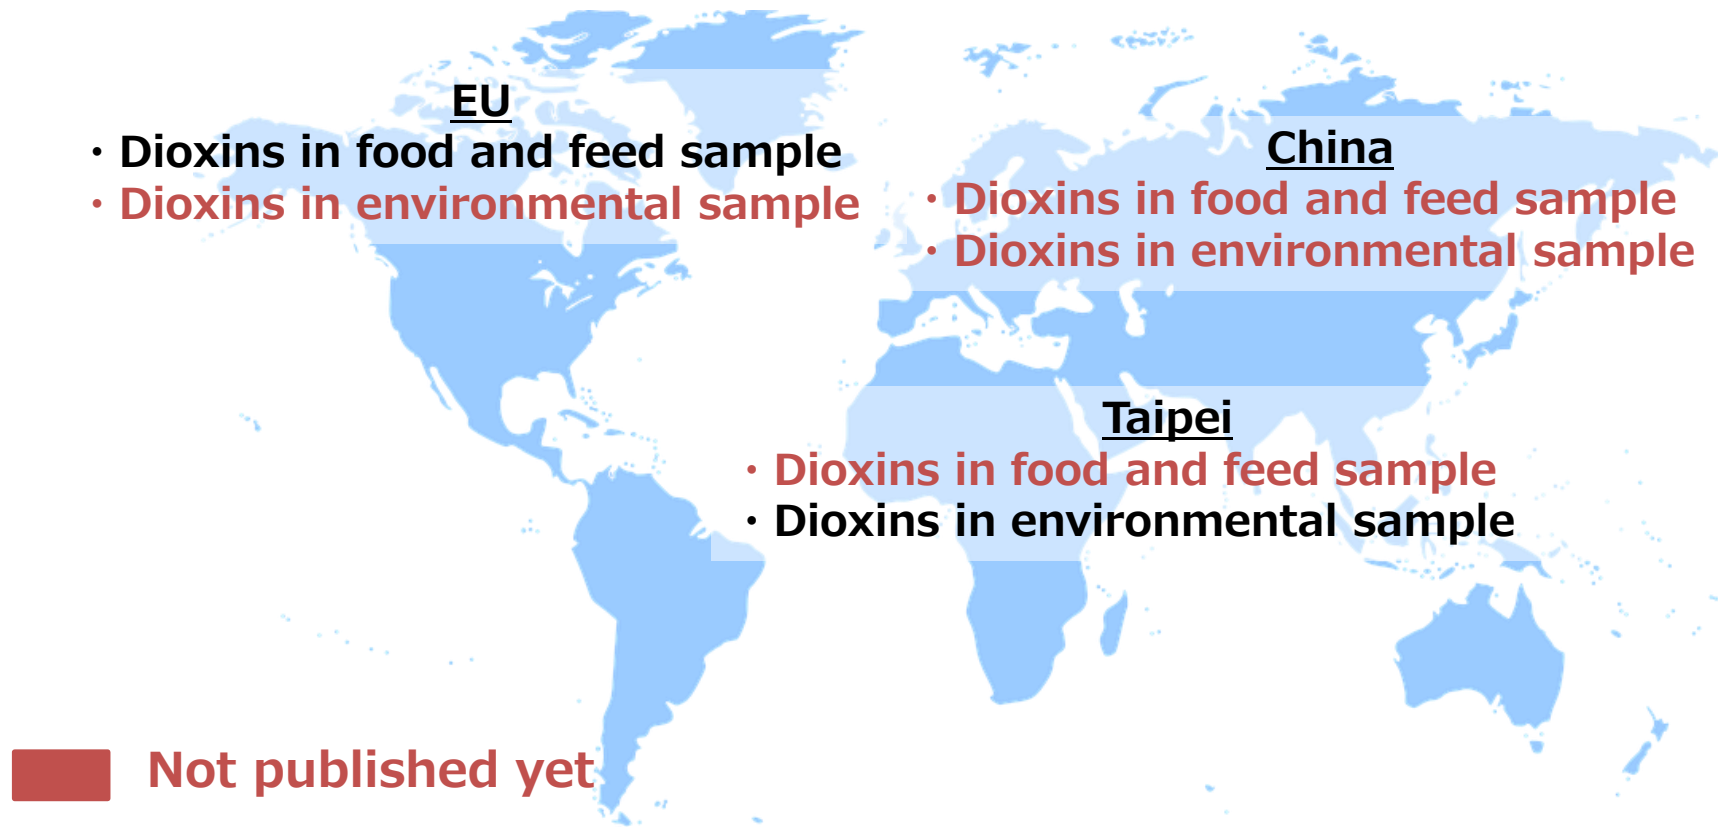 EU
・Dioxins in food and feed sample
・Dioxins in environmental sample
China
・Dioxins in food and feed sample
・Dioxins in environmental sample
Taipei
・Dioxins in food and feed sample
・Dioxins in environmental sample
Not published yet